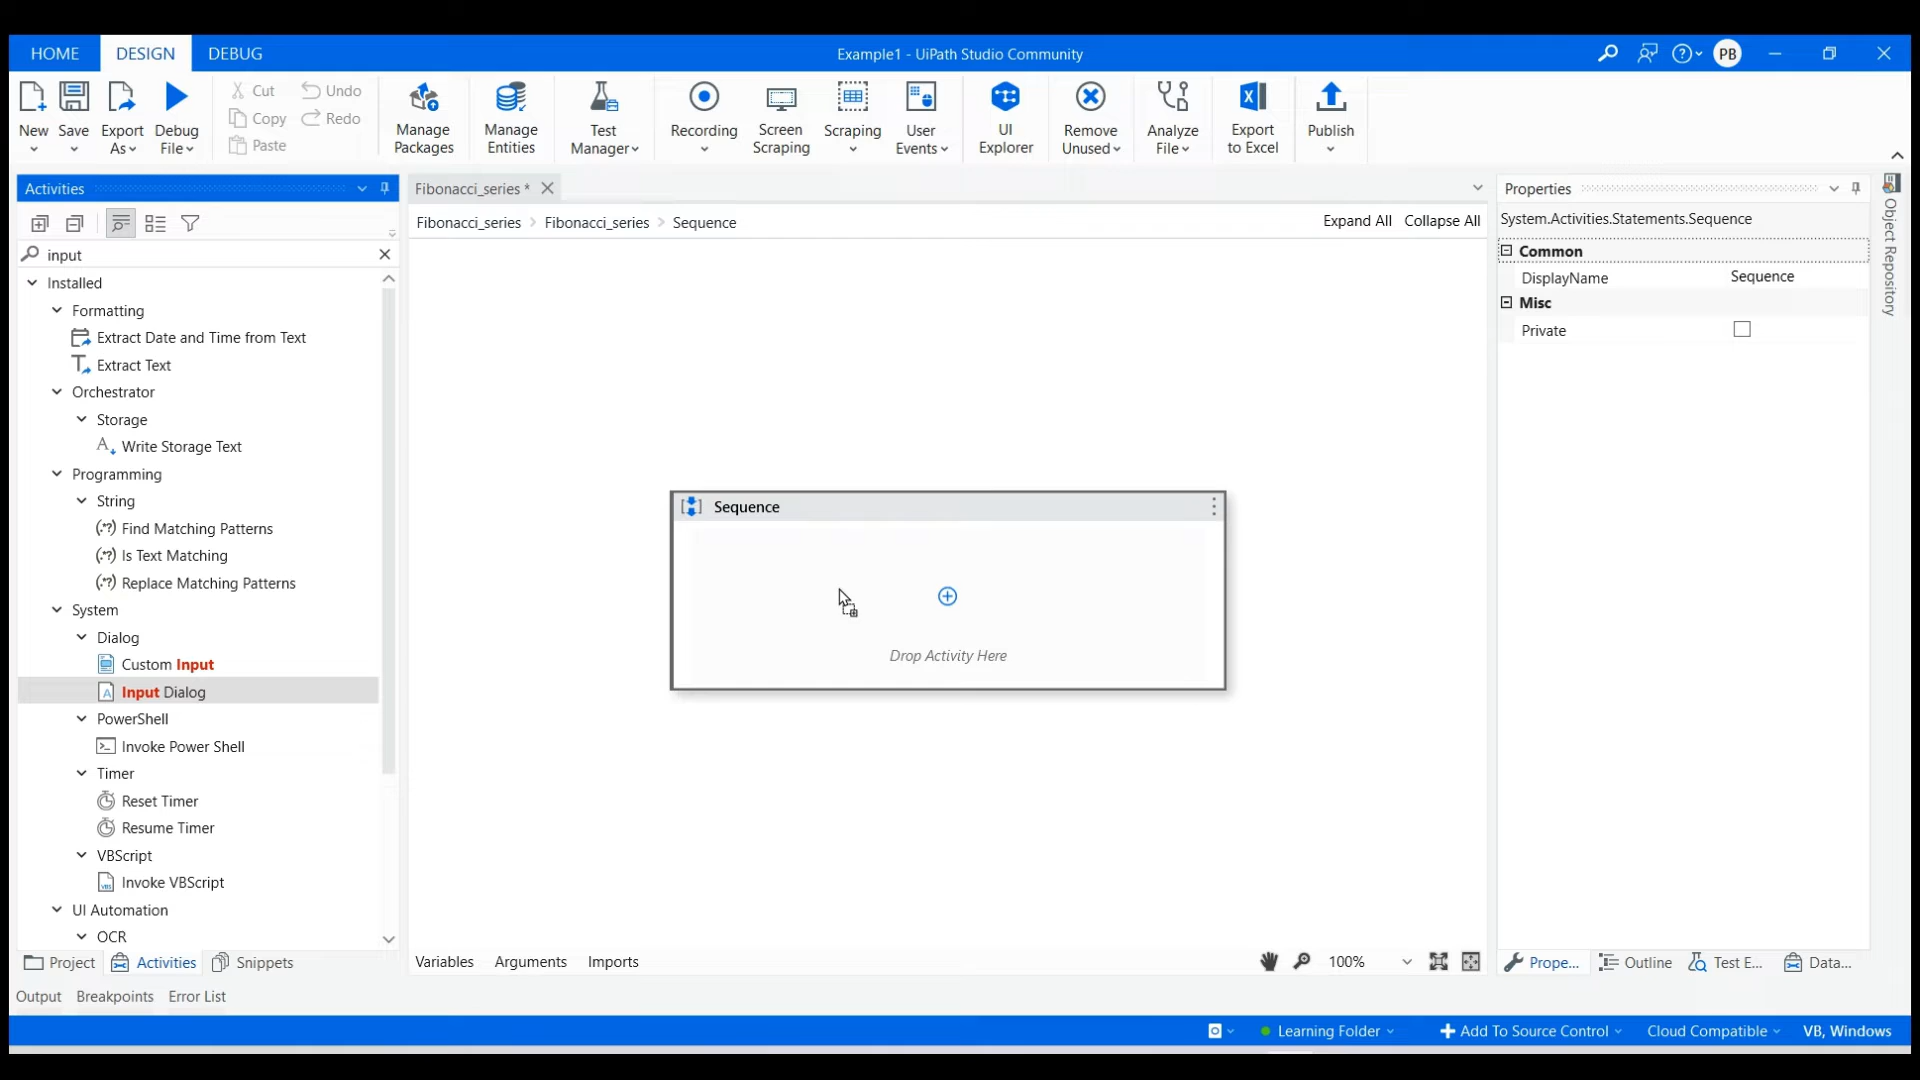 HOME DESIGN DEBUG Example1 - UiPath Studio Community PB
Cut Undo
Copy Redo
Paste
New Save Export As Debug File Manage Packages Manage Entities Test Manager Recording Screen Scraping Scraping User Events UI Explorer Remove Unused Analyze File Export to Excel Publish
Activities
input
Installed
Formatting
Extract Date and Time from Text
Extract Text
Orchestrator
Storage
Write Storage Text
Programming
String
Find Matching Patterns
Is Text Matching
Replace Matching Patterns
System
Dialog
Custom Input
Input Dialog
PowerShell
Invoke Power Shell
Timer
Reset Timer
Resume Timer
VBScript
Invoke VBScript
UI Automation
OCR
Project Activities Snippets
Fibonacci_series *
Fibonacci_series > Fibonacci_series > Sequence Expand All Collapse All
Sequence
Drop Activity Here
Variables Arguments Imports 100%
Properties
System.Activities.Statements.Sequence
Common
DisplayName Sequence
Misc
Private
Object Repository
Prope... Outline Test E... Data...
Output Breakpoints Error List
Learning Folder Add To Source Control Cloud Compatible VB, Windows